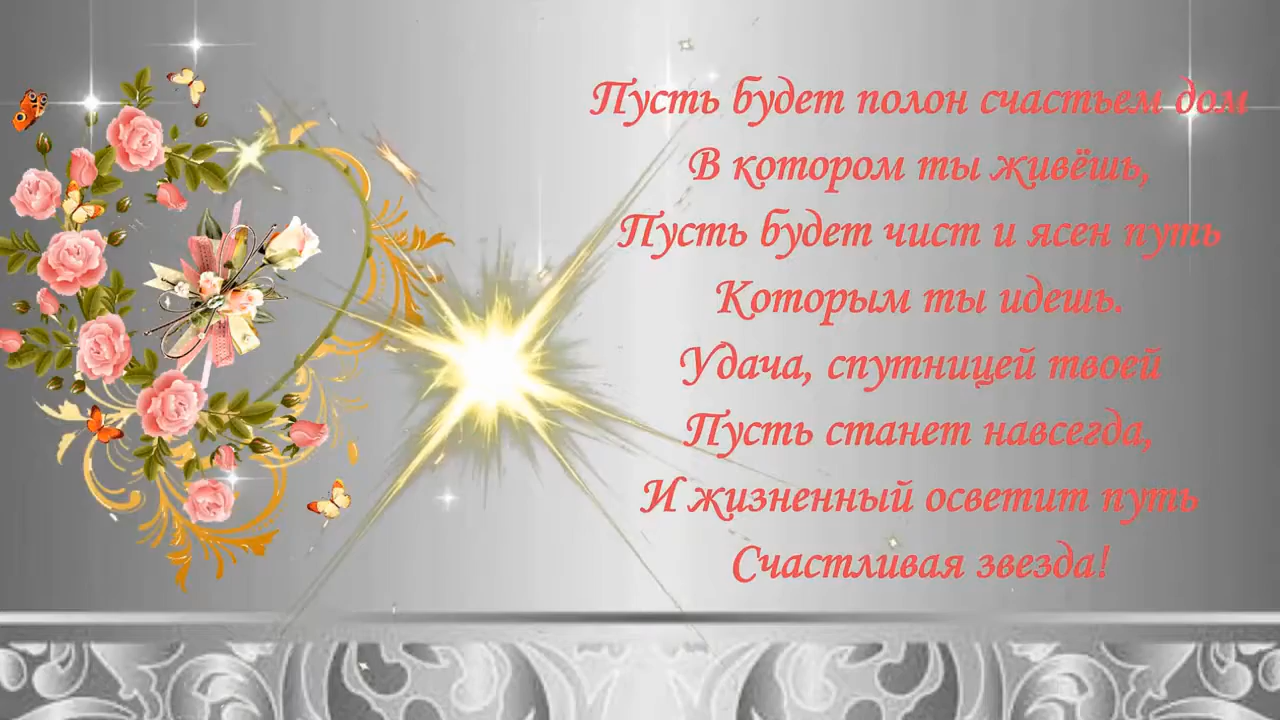 Пусть будет полон счастьем дом
В котором ты живёшь,
Пусть будет чист и ясен путь
Которым ты идешь.
Удача, спутницей твоей
Пусть станет навсегда,
И жизненный осветит путь
Счастливая звезда!